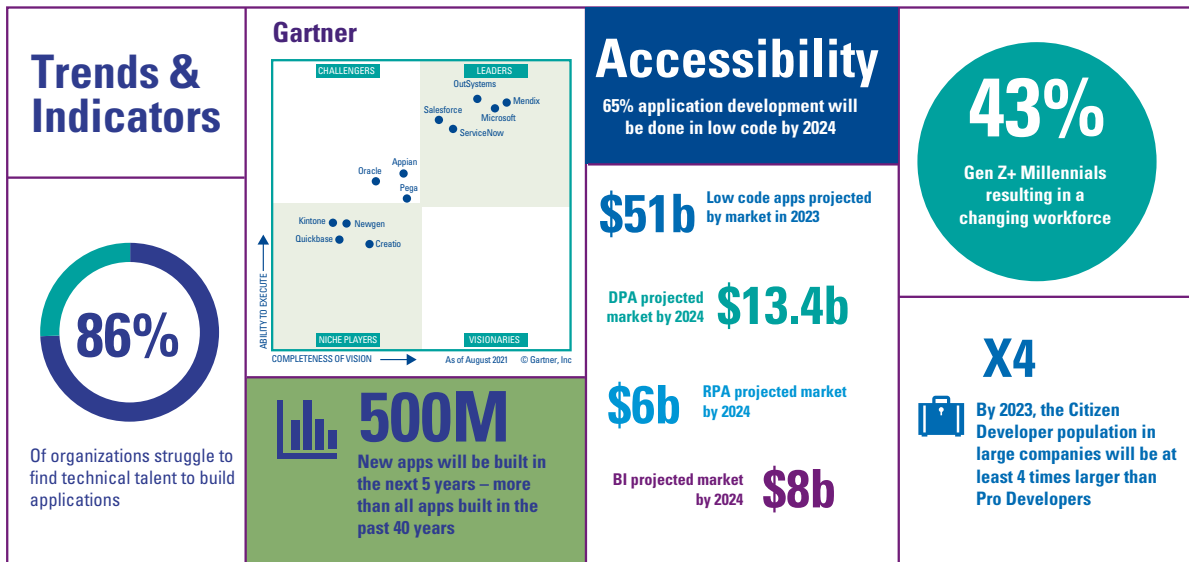 Trends &
Indicators
86%
Of organizations struggle to
find technical talent to build
applications
Gartner
CHALLENGERS
LEADERS
OutSystems
Mendix
Salesforce
Microsoft
ServiceNow
Appian
Oracle
Pega
Kintone
Newgen
Quickbase
Creatio
ABILITY TO EXECUTE
NICHE PLAYERS
VISIONARIES
COMPLETENESS OF VISION
As of August 2021
© Gartner, Inc
500M
New apps will be built in
the next 5 years – more
than all apps built in the
past 40 years
Accessibility
65% application development will
be done in low code by 2024
$51b
Low code apps projected
by market in 2023
DPA projected
market by 2024
$13.4b
$6b
RPA projected market
by 2024
BI projected market
by 2024
$8b
43%
Gen Z+ Millennials
resulting in a
changing workforce
X4
By 2023, the Citizen
Developer population in
large companies will be at
least 4 times larger than
Pro Developers